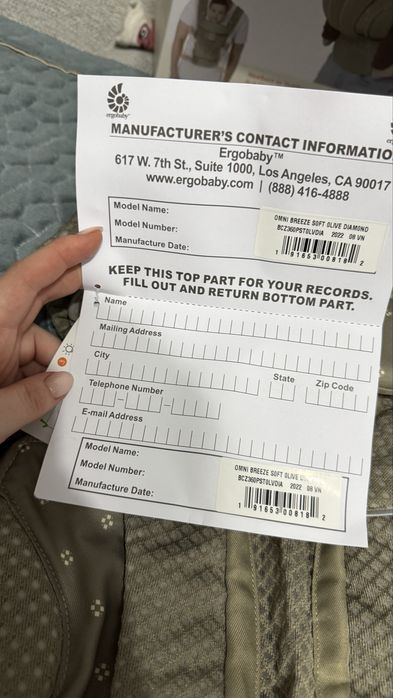 ergobaby
MANUFACTURER'S CONTACT INFORMATIO
Ergobaby™
617 W. 7th St., Suite 1000, Los Angeles, CA 90017
www.ergobaby.com | (888) 416-4888
Model Name:
Model Number:
Manufacture Date:
OMNI BREEZE SOFT OLIVE DIAMOND
BCZ360PSTOLVDIA 2022 08 VN
1 91653 00818 2
KEEP THIS TOP PART FOR YOUR RECORDS.
FILL OUT AND RETURN BOTTOM PART.
Name
Mailing Address
City
State
Zip Code
Telephone Number
E-mail Address
Model Name:
Model Number:
Manufacture Date:
OMNI BREEZE SOFT OLIVE
BCZ360PSTOLVDIA 2022 08 VN
1 91653 00818 2